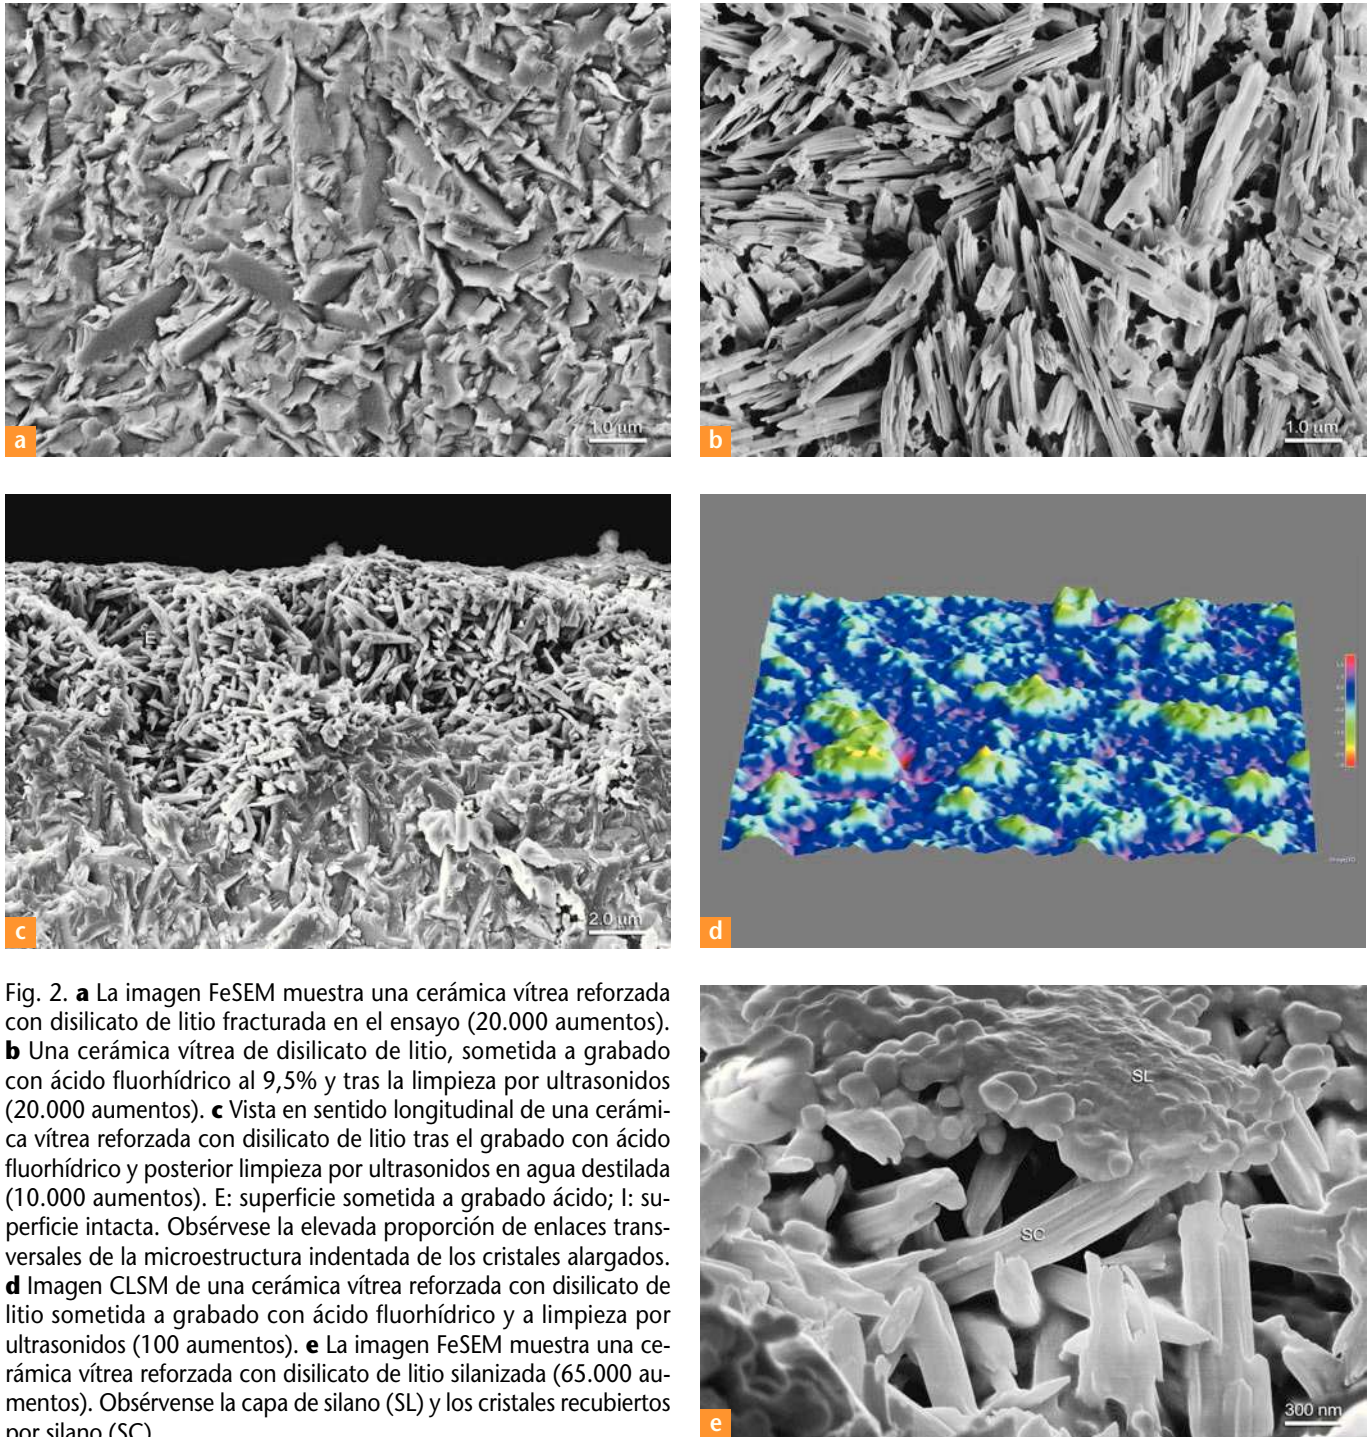 a
1.0 µm
b
1.0 µm
E
c
2.0 µm
d
Fig. 2. a La imagen FeSEM muestra una cerámica vítrea reforzada
con disilicato de litio fracturada en el ensayo (20.000 aumentos).
b Una cerámica vítrea de disilicato de litio, sometida a grabado
con ácido fluorhídrico al 9,5% y tras la limpieza por ultrasonidos
(20.000 aumentos). c Vista en sentido longitudinal de una cerámi-
ca vítrea reforzada con disilicato de litio tras el grabado con ácido
fluorhídrico y posterior limpieza por ultrasonidos en agua destilada
(10.000 aumentos). E: superficie sometida a grabado ácido; I: su-
perficie intacta. Obsérvese la elevada proporción de enlaces trans-
versales de la microestructura indentada de los cristales alargados.
d Imagen CLSM de una cerámica vítrea reforzada con disilicato de
litio sometida a grabado con ácido fluorhídrico y a limpieza por
ultrasonidos (100 aumentos). e La imagen FeSEM muestra una ce-
rámica vítrea reforzada con disilicato de litio silanizada (65.000 au-
mentos). Obsérvense la capa de silano (SL) y los cristales recubiertos
por silano (SC)
SL
SC
300 nm
e